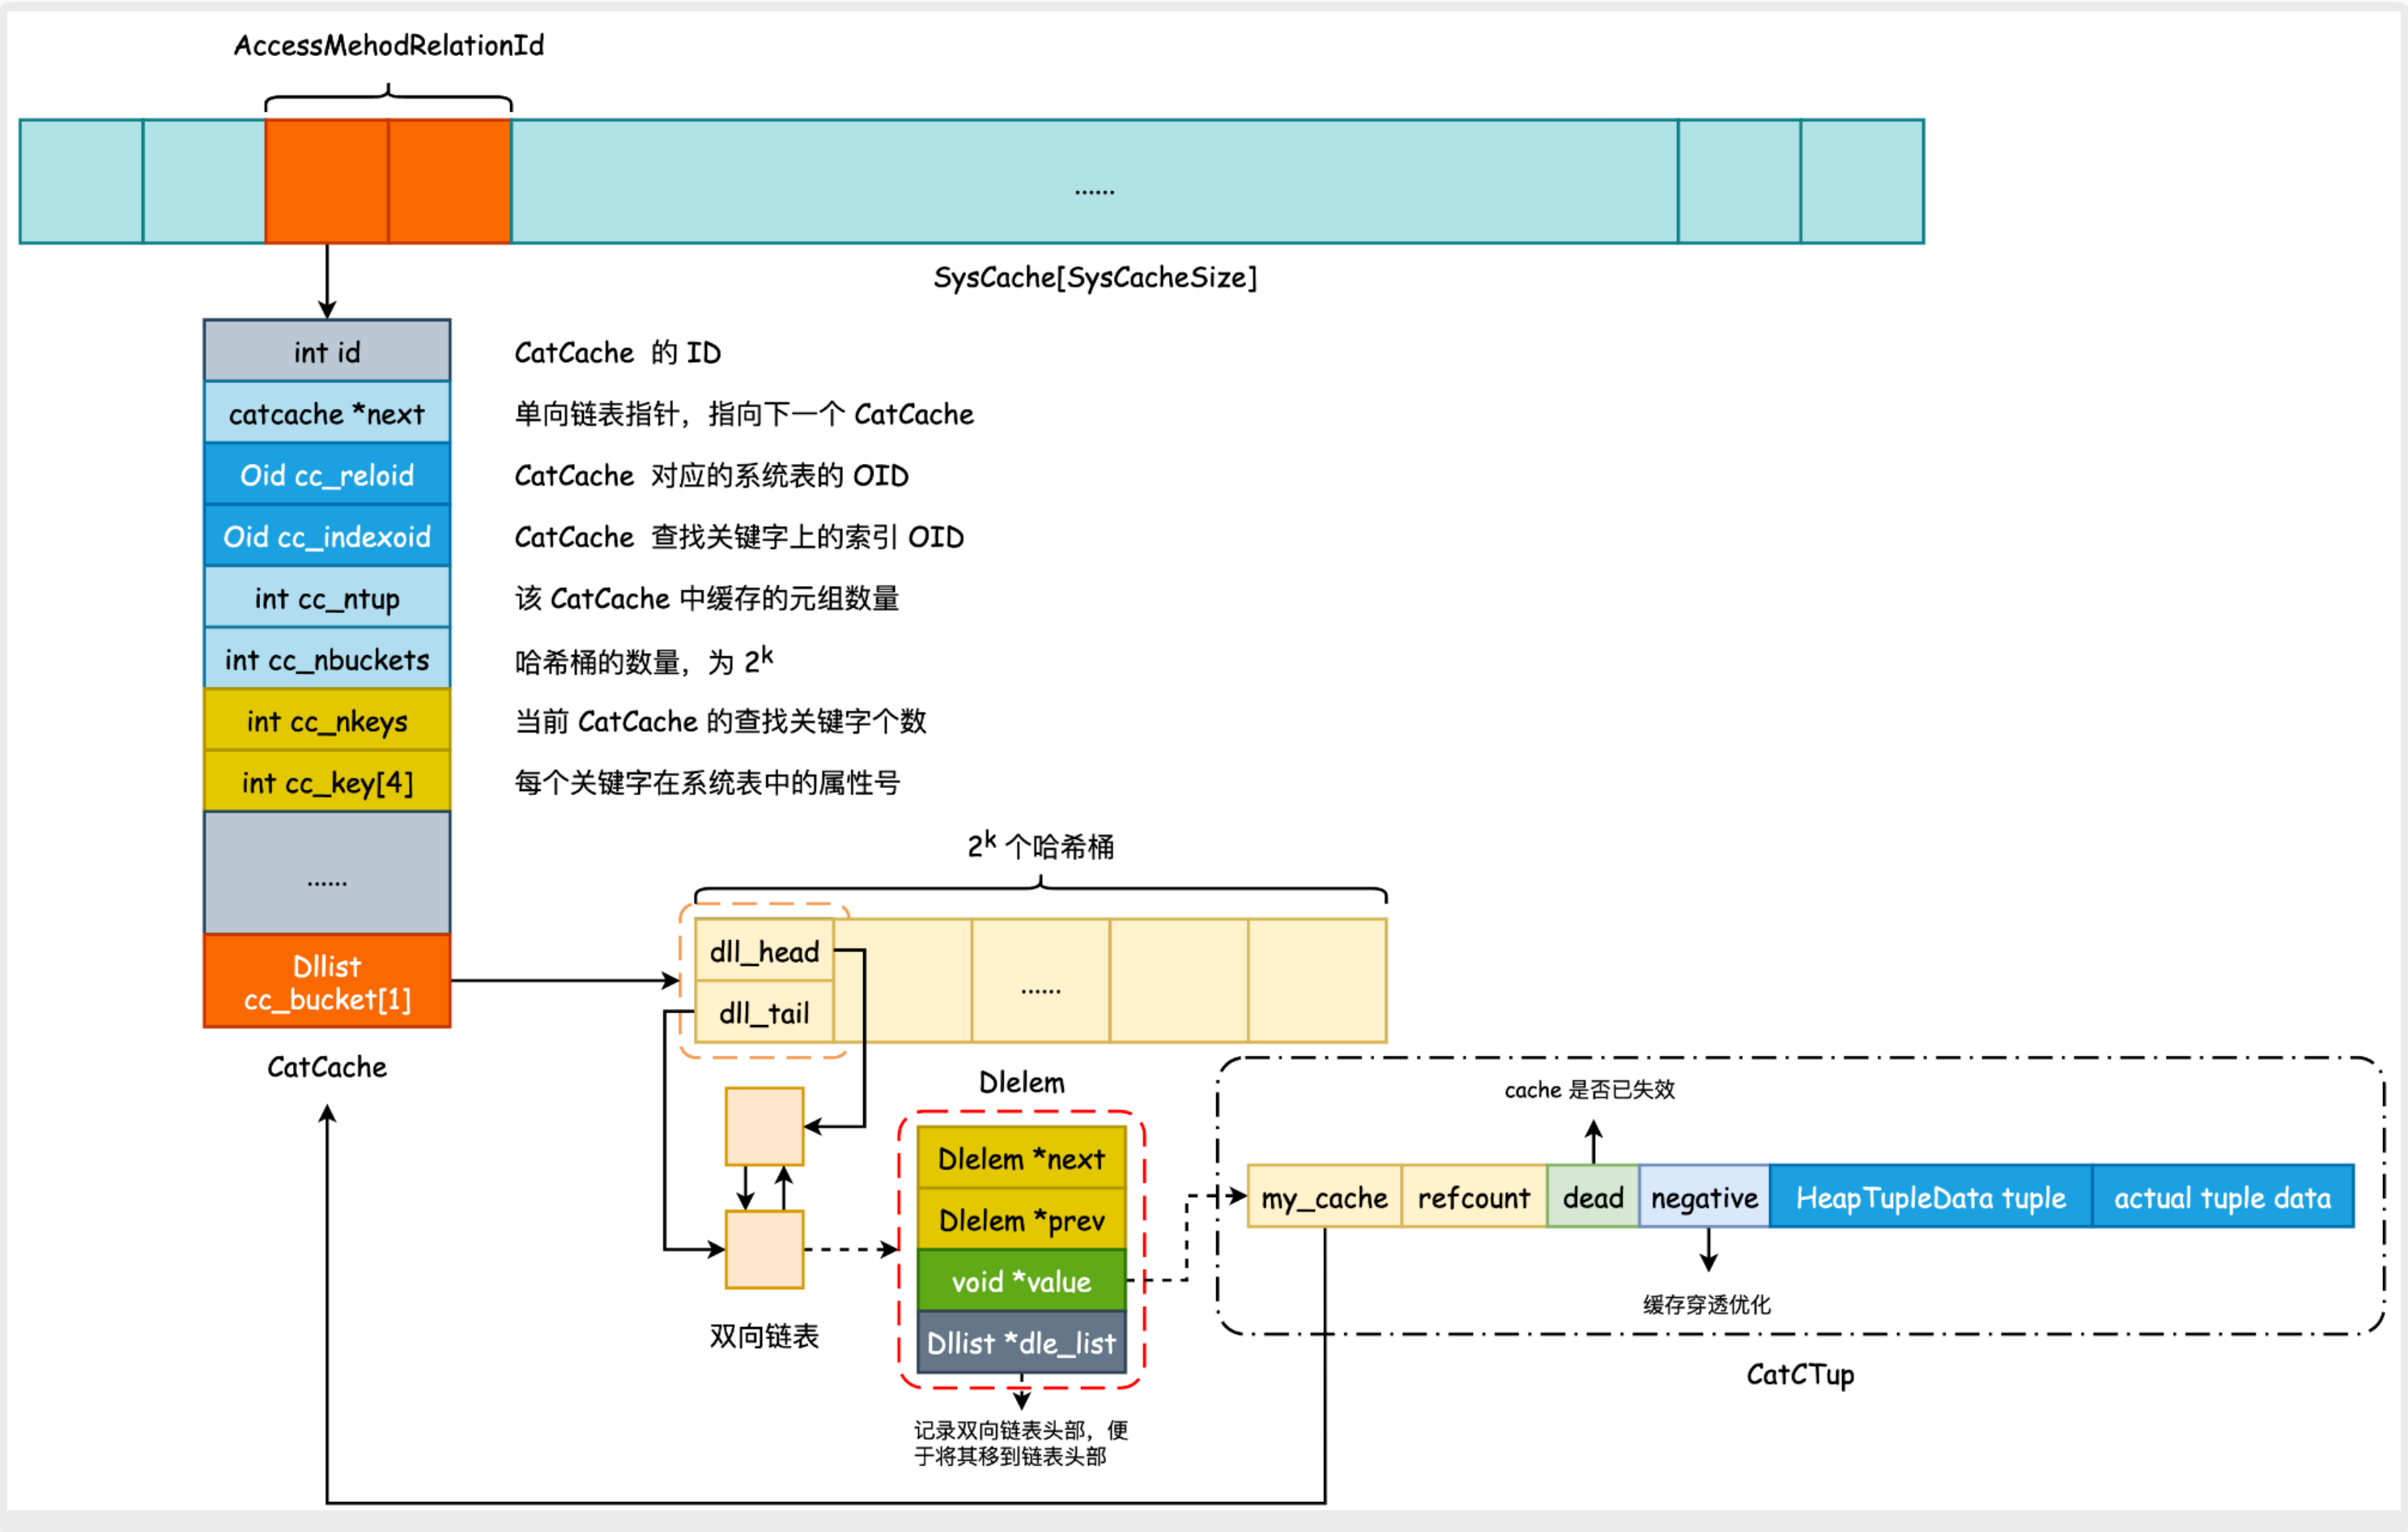 AccessMehodRelationId
......
SysCache[SysCacheSize]
int id
CatCache 的 ID
catcache *next
单向链表指针，指向下一个 CatCache
Oid cc_reloid
CatCache 对应的系统表的 OID
Oid cc_indexoid
CatCache 查找关键字上的索引 OID
int cc_ntup
该 CatCache 中缓存的元组数量
int cc_nbuckets
哈希桶的数量，为 2^k
int cc_nkeys
当前 CatCache 的查找关键字个数
int cc_key[4]
每个关键字在系统表中的属性号
......
Dllist
cc_bucket[1]
CatCache
2^k 个哈希桶
dll_head
dll_tail
......
双向链表
Dlelem
Dlelem *next
Dlelem *prev
void *value
Dllist *dle_list
记录双向链表头部，便
于将其移到链表头部
cache 是否已失效
my_cache
refcount
dead
negative
HeapTupleData tuple
actual tuple data
缓存穿透优化
CatCTup